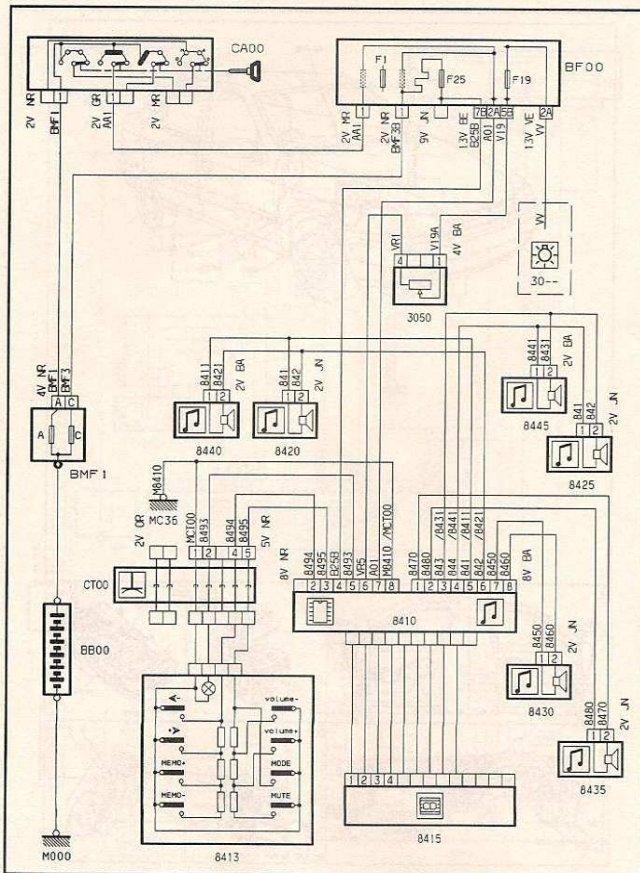 CA00
2V NR
1
BMF1
2V GR
1
AA1
2V MR
BF00
F1
F25
F19
1
1
7B 2A 5B
2A
2V MR
AA1
2V NR
BMF3B
9V JN
13V BE
B25B
A01
V19
13V VE
VV
VV
30--
VR1
V19A
4V BA
4
1
3050
4V NR
BMF1
BMF3
A C
A
C
BMF1
8411
8421
2V BA
1 2
8440
841
842
2V JN
1 2
8420
8441
8431
2V BA
1 2
8445
841
842
2V JN
1 2
8425
M8410
MC36
2V OR
MCT00
8493
8494
8495
5V NR
1 2 4 5
CT00
8V NR
8494
8495
B25B
8493
VR5
A01
M8410 /MCT00
2 3 4 5 6 7 8
8470
8480
843 /8431
844 /8441
841 /8411
842 /8421
8450
8460
8V BA
1 2 3 4 5 6 7 8
8410
8450
8460
2V JN
1 2
8430
8480
8470
2V JN
1 2
8435
BB00
M000
volume-
volume+
MEMO+
MODE
MEMO-
MUTE
8413
1 2 3 4
8415